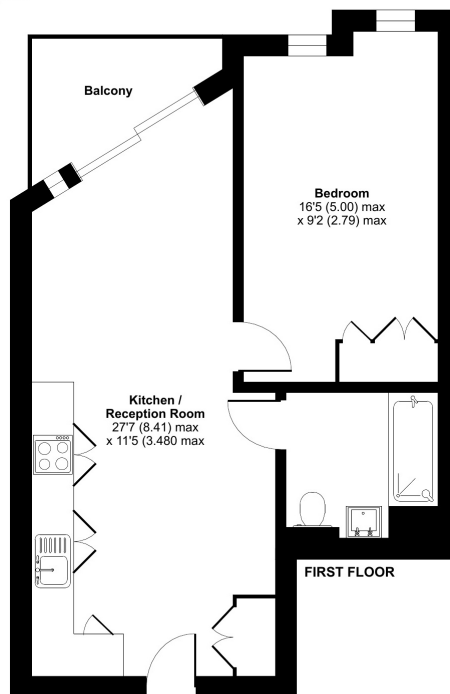 Balcony
Bedroom
16'5 (5.00) max
x 9'2 (2.79) max
Kitchen /
Reception Room
27'7 (8.41) max
x 11'5 (3.480 max
FIRST FLOOR